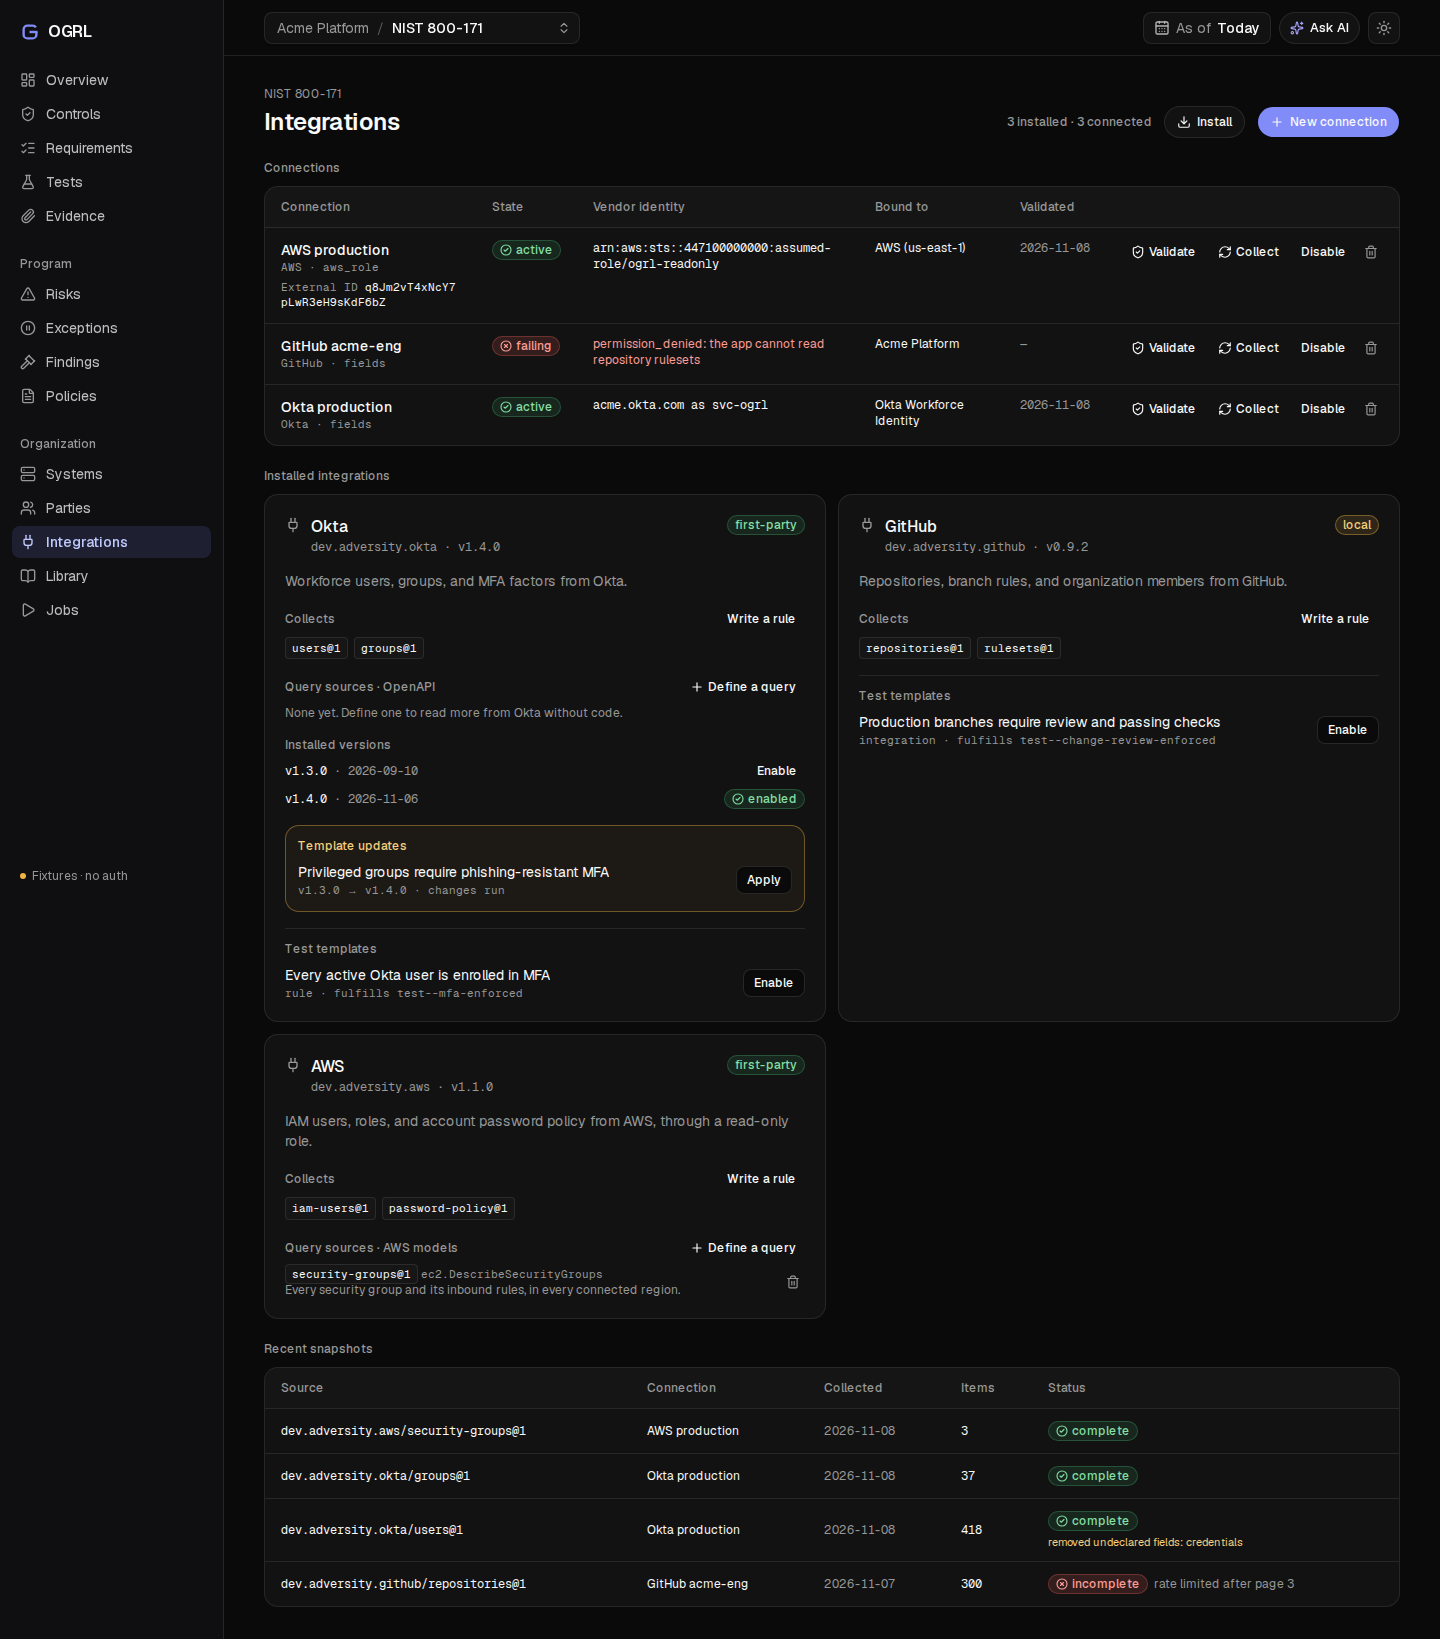 OGRL
Acme Platform / NIST 800-171
As of Today
Ask AI
Overview
Controls
Requirements
Tests
Evidence
Program
Risks
Exceptions
Findings
Policies
Organization
Systems
Parties
Integrations
Library
Jobs
Fixtures · no auth
NIST 800-171
Integrations
3 installed · 3 connected
Install
New connection
Connections
Connection State Vendor identity Bound to Validated
AWS production active arn:aws:sts::447100000000:assumed- AWS (us-east-1) 2026-11-08 Validate Collect Disable
AWS · aws_role role/ogrl-readonly
External ID q8Jm2vT4xNcY7
pLwR3eH9sKdF6bZ
GitHub acme-eng failing permission_denied: the app cannot read Acme Platform — Validate Collect Disable
GitHub · fields repository rulesets
Okta production active acme.okta.com as svc-ogrl Okta Workforce 2026-11-08 Validate Collect Disable
Okta · fields Identity
Installed integrations
Okta first-party
dev.adversity.okta · v1.4.0
Workforce users, groups, and MFA factors from Okta.
Collects Write a rule
users@1 groups@1
Query sources · OpenAPI Define a query
None yet. Define one to read more from Okta without code.
Installed versions
v1.3.0 · 2026-09-10 Enable
v1.4.0 · 2026-11-06 enabled
Template updates
Privileged groups require phishing-resistant MFA
v1.3.0 → v1.4.0 · changes run
Apply
Test templates
Every active Okta user is enrolled in MFA
rule · fulfills test--mfa-enforced
Enable
GitHub local
dev.adversity.github · v0.9.2
Repositories, branch rules, and organization members from GitHub.
Collects Write a rule
repositories@1 rulesets@1
Test templates
Production branches require review and passing checks
integration · fulfills test--change-review-enforced
Enable
AWS first-party
dev.adversity.aws · v1.1.0
IAM users, roles, and account password policy from AWS, through a read-only
role.
Collects Write a rule
iam-users@1 password-policy@1
Query sources · AWS models Define a query
security-groups@1 ec2.DescribeSecurityGroups
Every security group and its inbound rules, in every connected region.
Recent snapshots
Source Connection Collected Items Status
dev.adversity.aws/security-groups@1 AWS production 2026-11-08 3 complete
dev.adversity.okta/groups@1 Okta production 2026-11-08 37 complete
dev.adversity.okta/users@1 Okta production 2026-11-08 418 complete
removed undeclared fields: credentials
dev.adversity.github/repositories@1 GitHub acme-eng 2026-11-07 300 incomplete rate limited after page 3